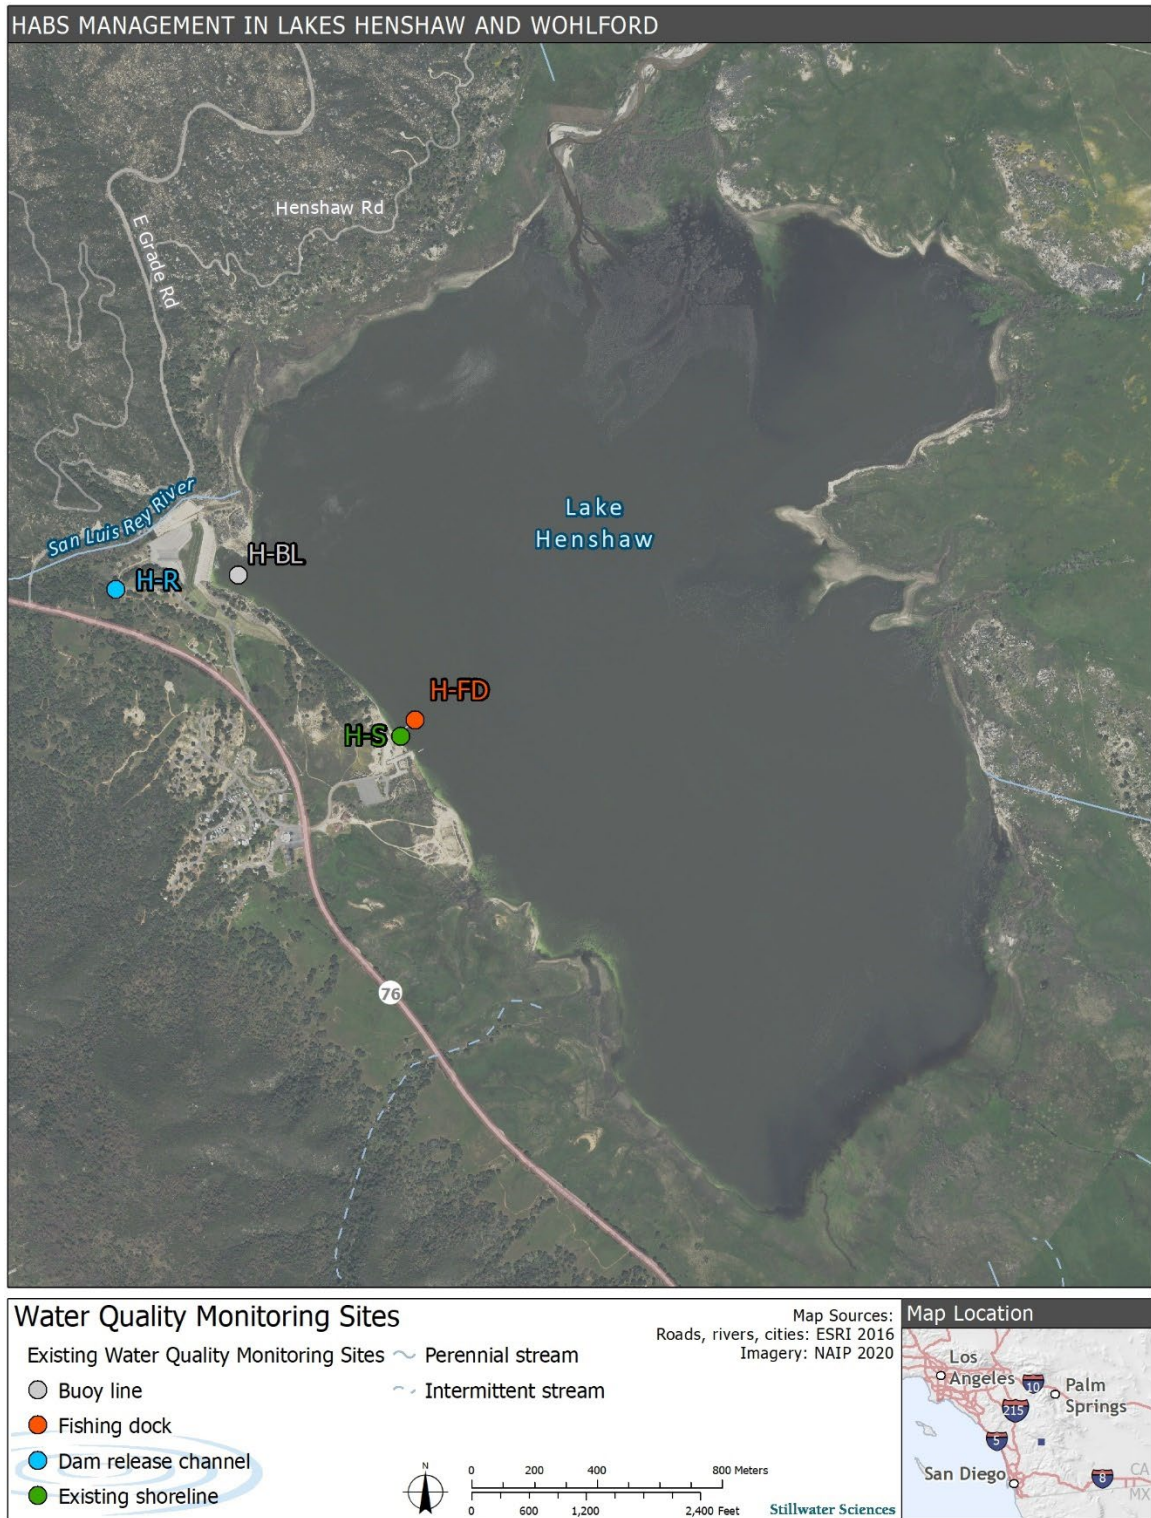 HABS MANAGEMENT IN LAKES HENSHAW AND WOHLFORD
Henshaw Rd
E Grade Rd
San Luis Rey River
Lake
Henshaw
H-BL
H-R
H-FD
H-S
76
Water Quality Monitoring Sites
Existing Water Quality Monitoring Sites
Buoy line
Fishing dock
Dam release channel
Existing shoreline
Perennial stream
Intermittent stream
N
0 200 400 800 Meters
0 600 1,200 2,400 Feet
Map Sources:
Roads, rivers, cities: ESRI 2016
Imagery: NAIP 2020
Stillwater Sciences
Map Location
Los
Angeles
10
Palm
Springs
215
5
San Diego
8
CA
MX